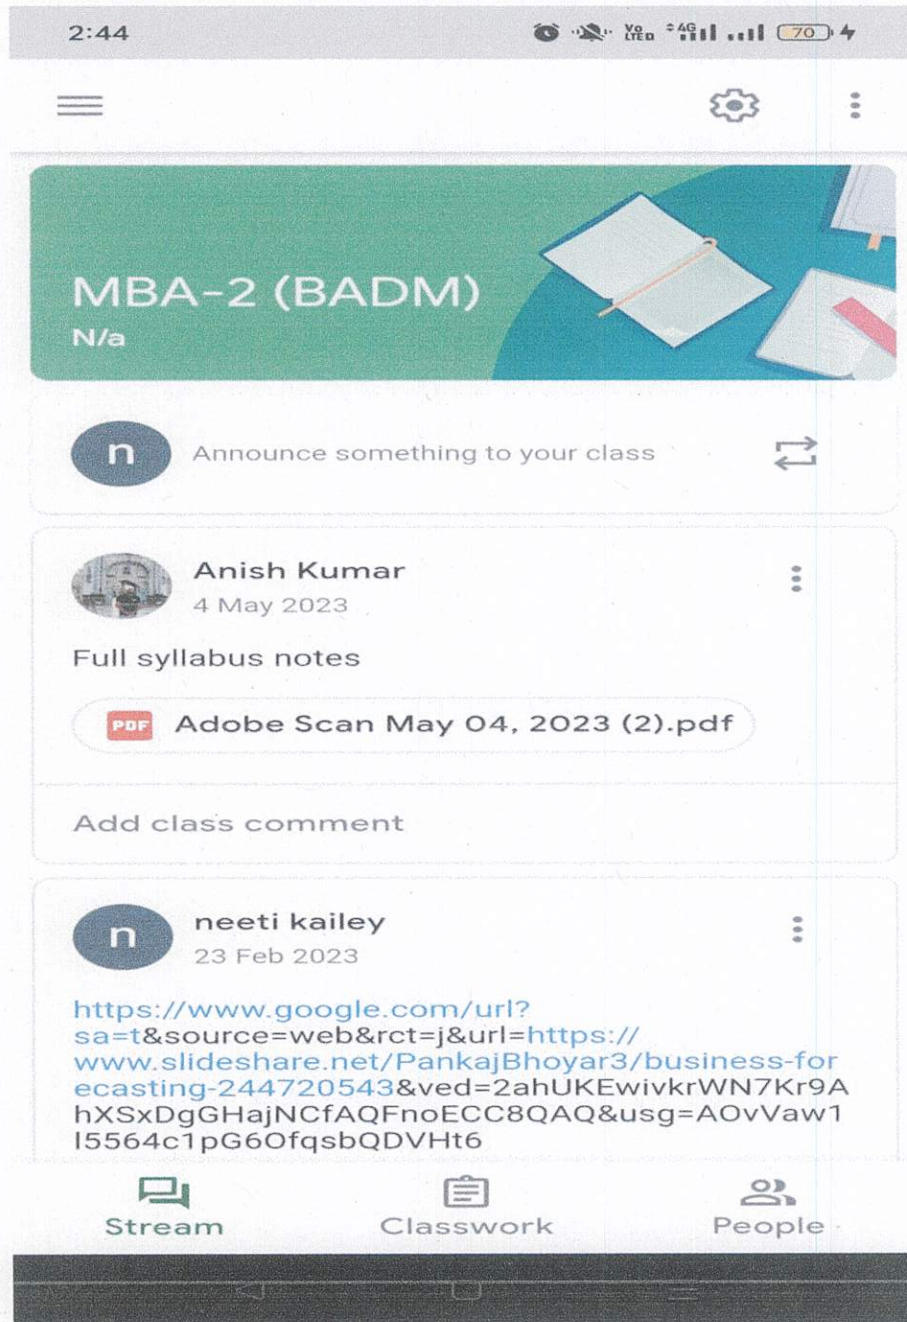 2:44
Vo LTED 4G 70
MBA-2 (BADM)
N/a
n
Announce something to your class
Anish Kumar
4 May 2023
Full syllabus notes
PDF Adobe Scan May 04, 2023 (2).pdf
Add class comment
n
neeti kailey
23 Feb 2023
https://www.google.com/url?
sa=t&source=web&rct=j&url=https://
www.slideshare.net/PankajBhoyar3/business-for
ecasting-244720543&ved=2ahUKEwivkrWN7Kr9A
hXSxDgGHajNCfAQFnoECC8QAQ&usg=AOvVaw1
I5564c1pG6OfqsbQDVHt6
Stream
Classwork
People